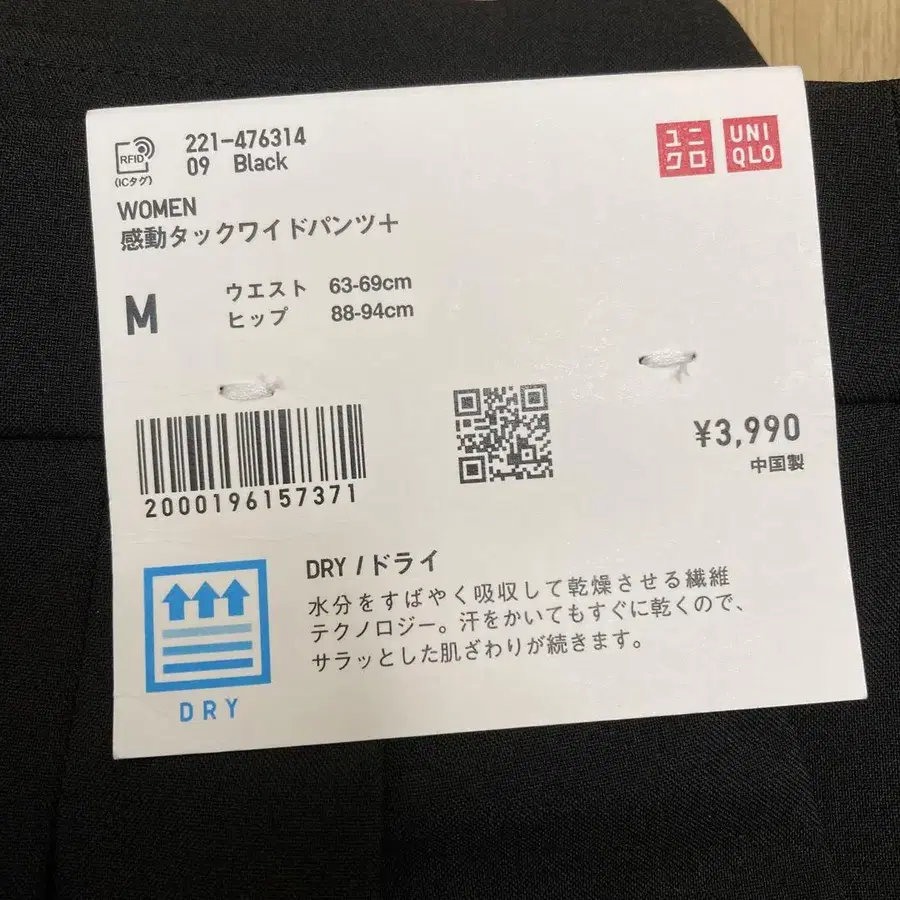 RFID
(ICタグ)
221-476314
09 Black
ユニクロ
UNIQLO
WOMEN
感動タックワイドパンツ+
M
ウエスト 63-69cm
ヒップ 88-94cm
2000196157371
¥3,990
中国製
DRY
DRY / ドライ
水分をすばやく吸収して乾燥させる繊維
テクノロジー。汗をかいてもすぐに乾くので、
サラッとした肌ざわりが続きます。